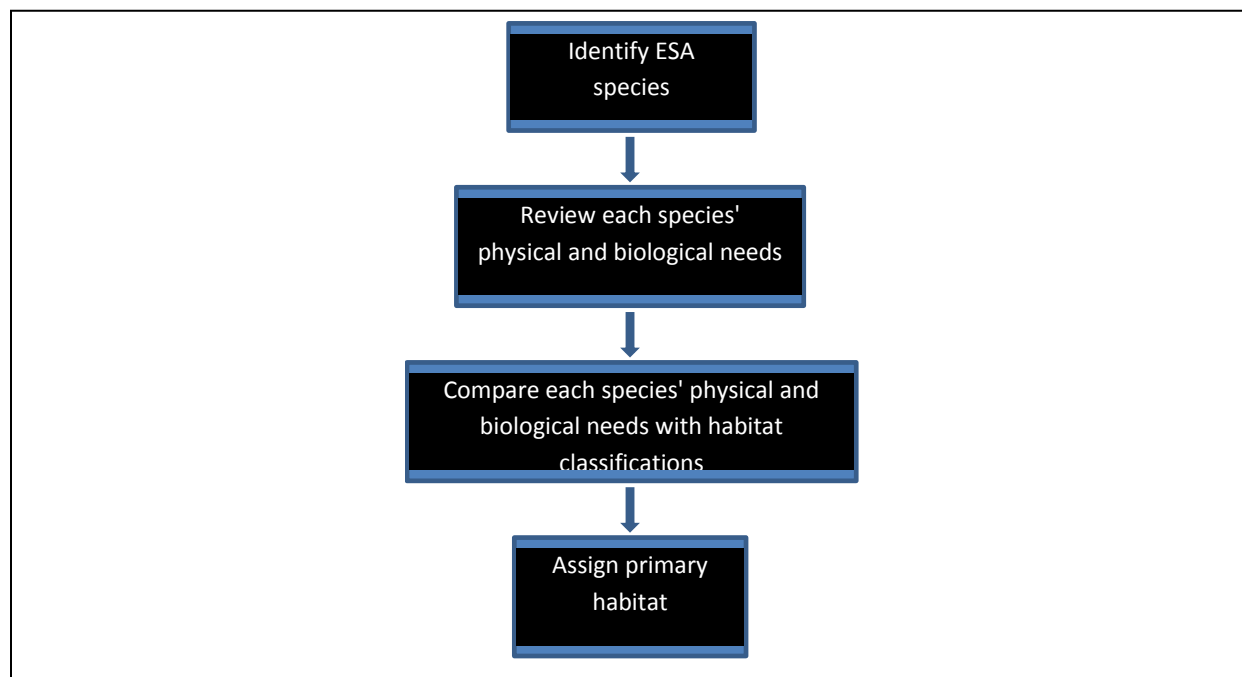 Identify ESA
species
Review each species'
physical and biological needs
Compare each species' physical and
biological needs with habitat
classifications
Assign primary
habitat